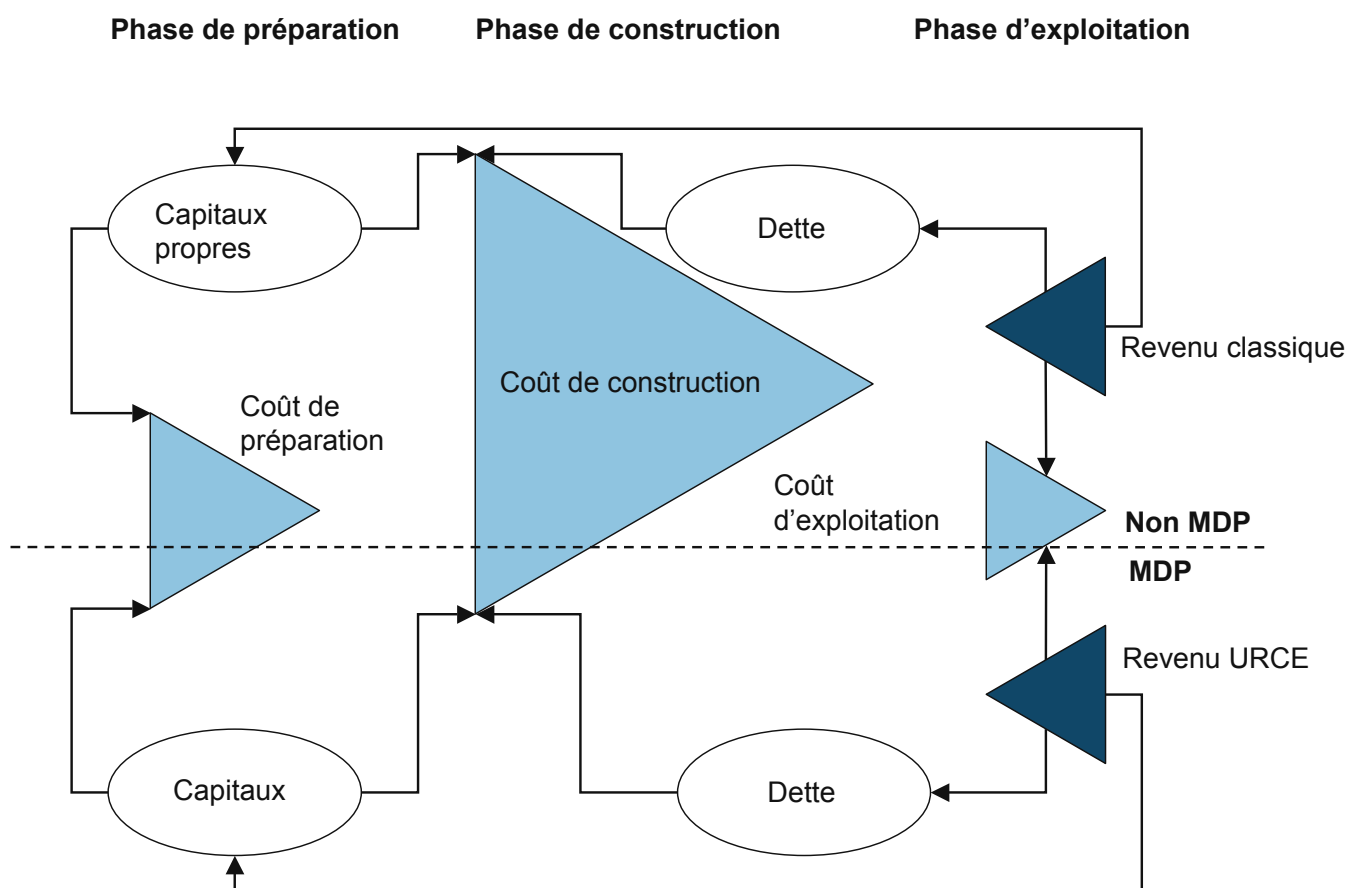 Phase de préparation
Phase de construction
Phase d’exploitation
Capitaux
propres
Dette
Revenu classique
Coût de construction
Coût de
préparation
Coût
d’exploitation
Non MDP
MDP
Revenu URCE
Capitaux
Dette